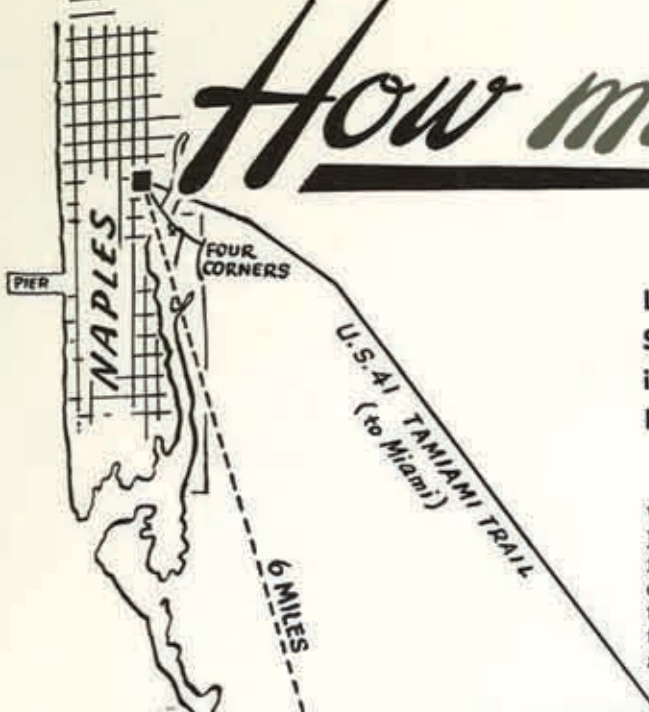 How
PIER
NAPLES
FOUR
CORNERS
U.S. 41 TAMIAMI TRAIL
(to Miami)
6 MILES